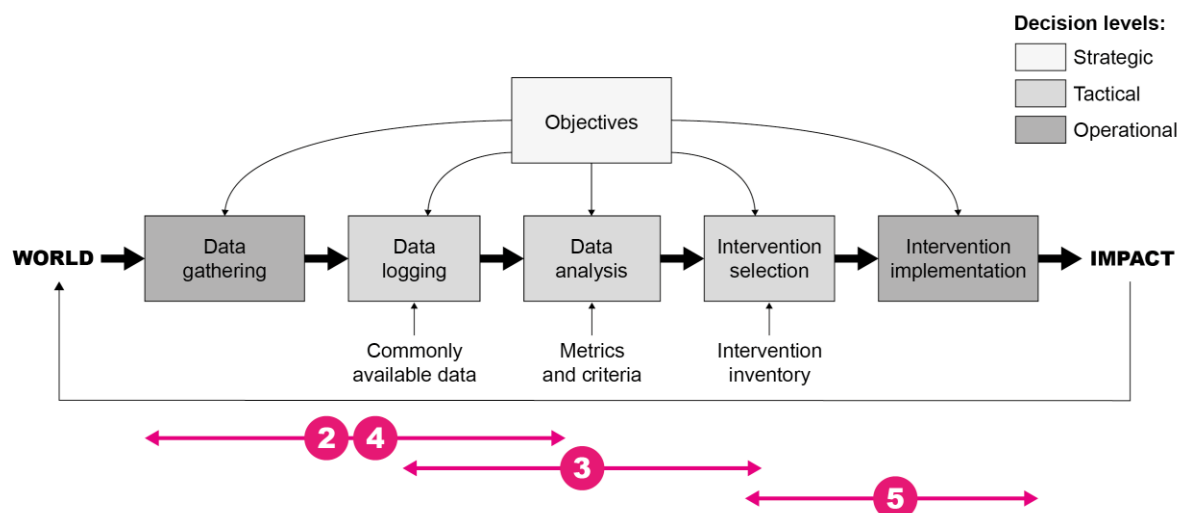 Decision levels:
Strategic
Tactical
Operational
Objectives
WORLD
Data
gathering
Data
logging
Data
analysis
Intervention
selection
Intervention
implementation
IMPACT
Commonly
available data
Metrics
and criteria
Intervention
inventory
2
4
3
5